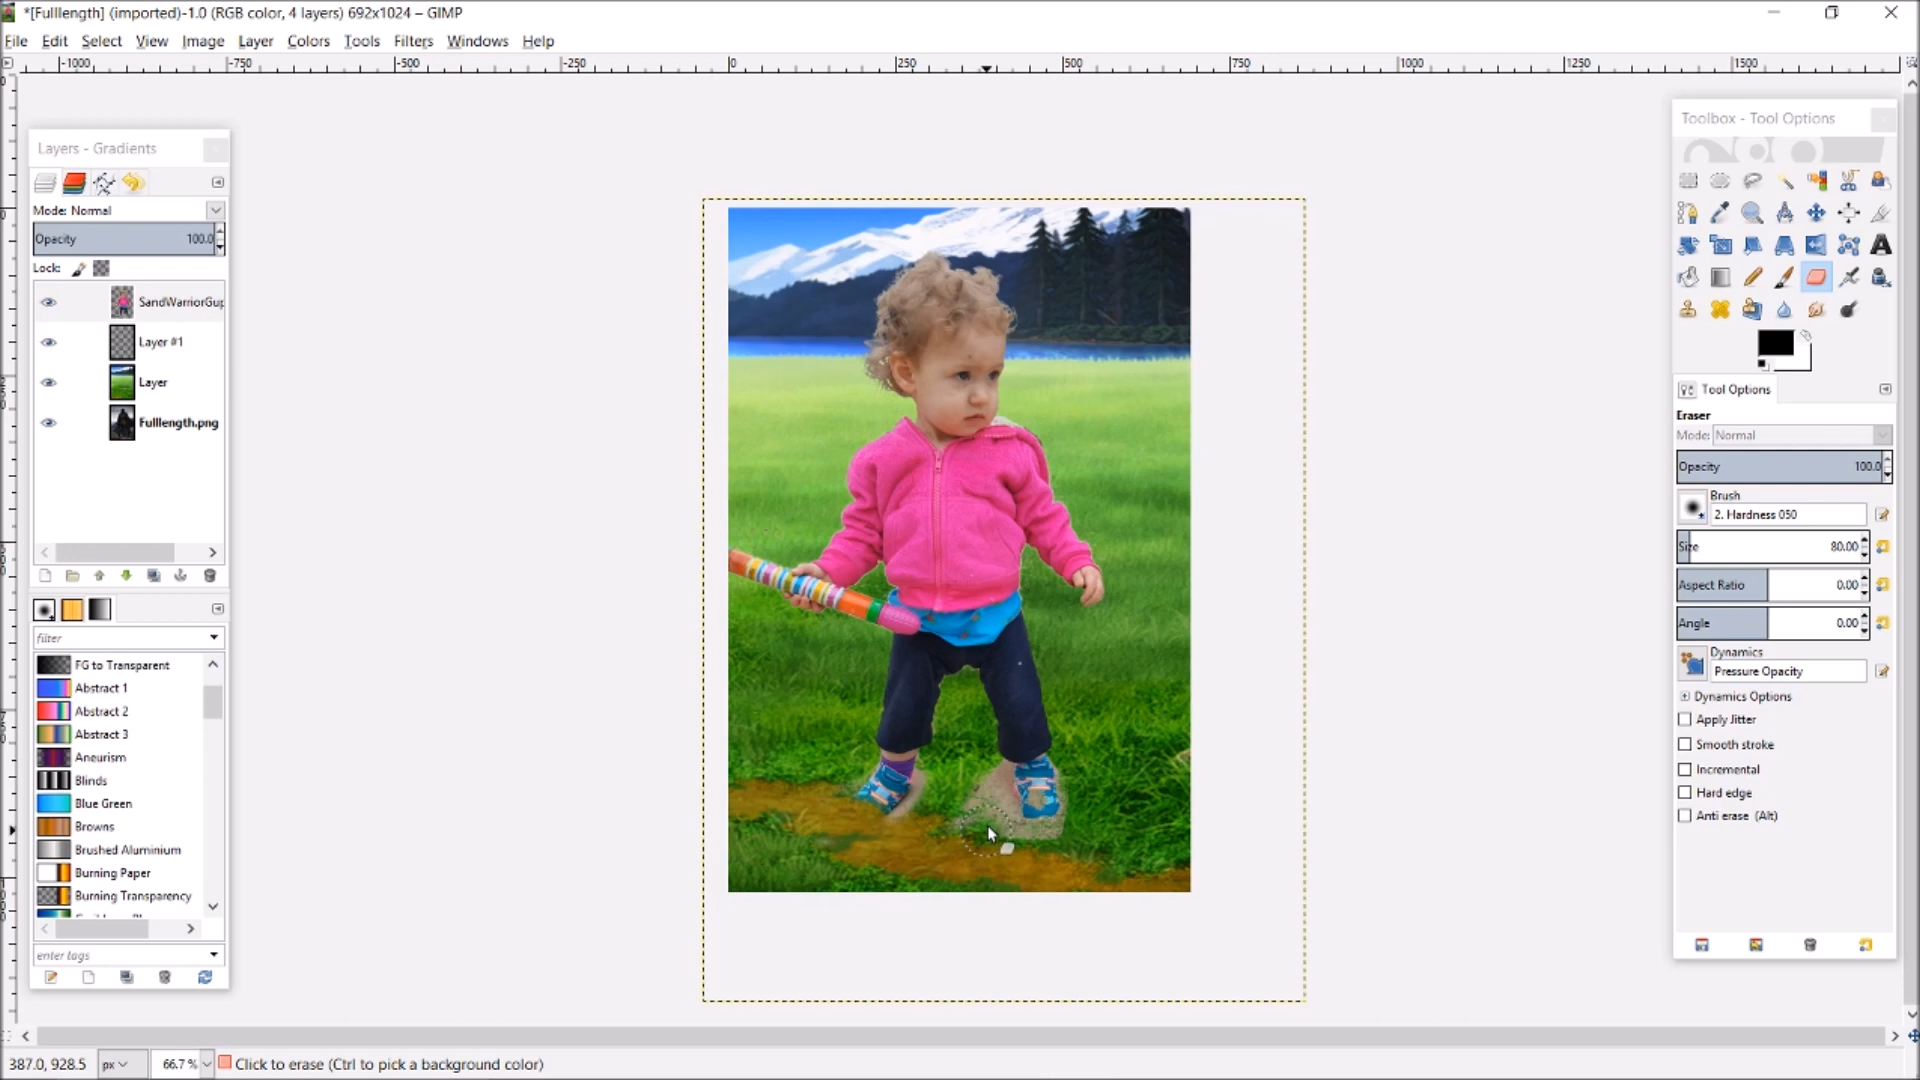 *[Fulllength] (imported)-1.0 (RGB color, 4 layers) 692x1024 – GIMP
File Edit Select View Image Layer Colors Tools Filters Windows Help
-1000 -750 -500 -250 0 250 500 750 1000 1250 1500
Layers - Gradients
Mode: Normal
Opacity 100.0
Lock:
SandWarriorGup
Layer #1
Layer
Fulllength.png
filter
FG to Transparent
Abstract 1
Abstract 2
Abstract 3
Aneurism
Blinds
Blue Green
Browns
Brushed Aluminium
Burning Paper
Burning Transparency
enter tags
Toolbox - Tool Options
Tool Options
Eraser
Mode: Normal
Opacity 100.0
Brush
2. Hardness 050
Size 80.00
Aspect Ratio 0.00
Angle 0.00
Dynamics
Pressure Opacity
Dynamics Options
Apply Jitter
Smooth stroke
Incremental
Hard edge
Anti erase (Alt)
387.0, 928.5 px 66.7 % Click to erase (Ctrl to pick a background color)